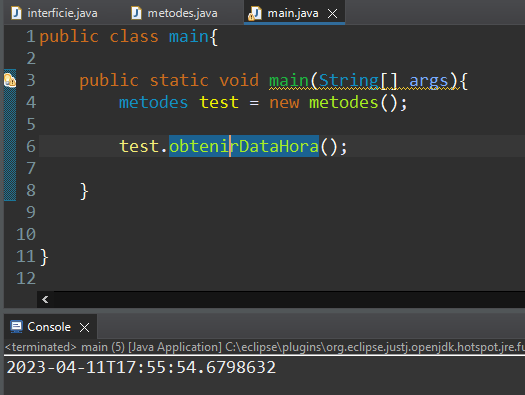 interficie.java metodes.java main.java
1 public class main{
2
3 public static void main(String[] args){
4 metodes test = new metodes();
5
6 test.obtenirDataHora();
7
8 }
9
10
11 }
12
Console
<terminated> main (5) [Java Application] C:\eclipse\plugins\org.eclipse.justj.openjdk.hotspot.jre.fu
2023-04-11T17:55:54.6798632